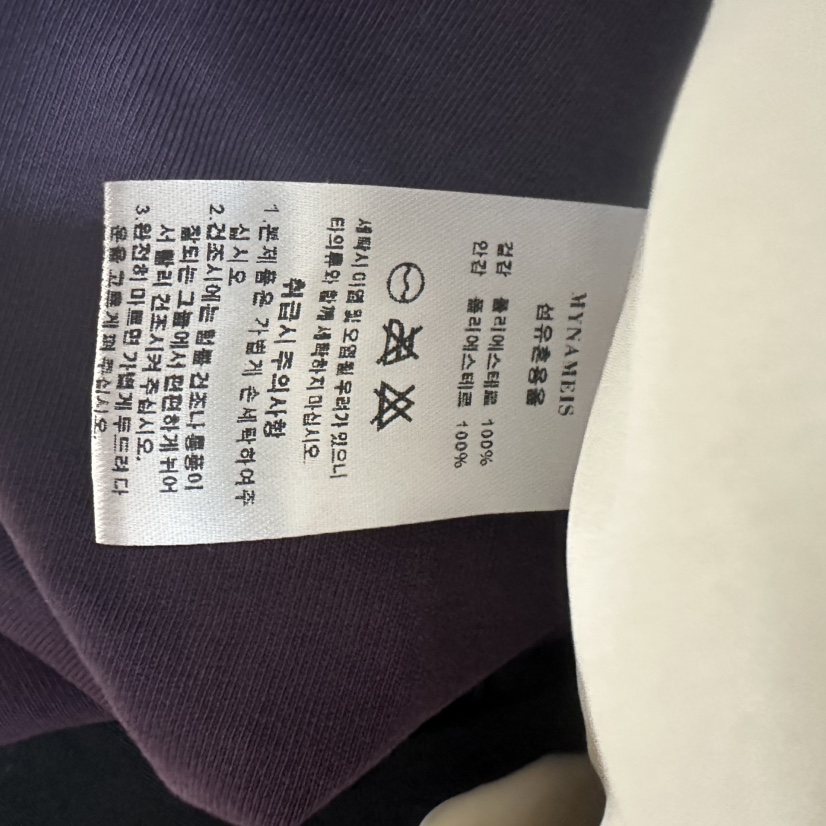 MYNAMEIS
섬유혼용율
겉감 폴리에스테르 100%
안감 폴리에스테르 100%
세탁시 이염 및 오염될 우려가 있으니
타의류와 함께 세탁하지 마십시오.
취급시 주의사항
1.본제품은 가볍게 손 세탁하여 주
십시오
2.건조시에는 텀블 건조나 통풍이
잘되는 그늘에서 편편하게 뉘어
서 빨리 건조시켜 주십시오.
3.완전히 마르면 가볍게 두드려 다
운을 고르게 펴 주십시오.